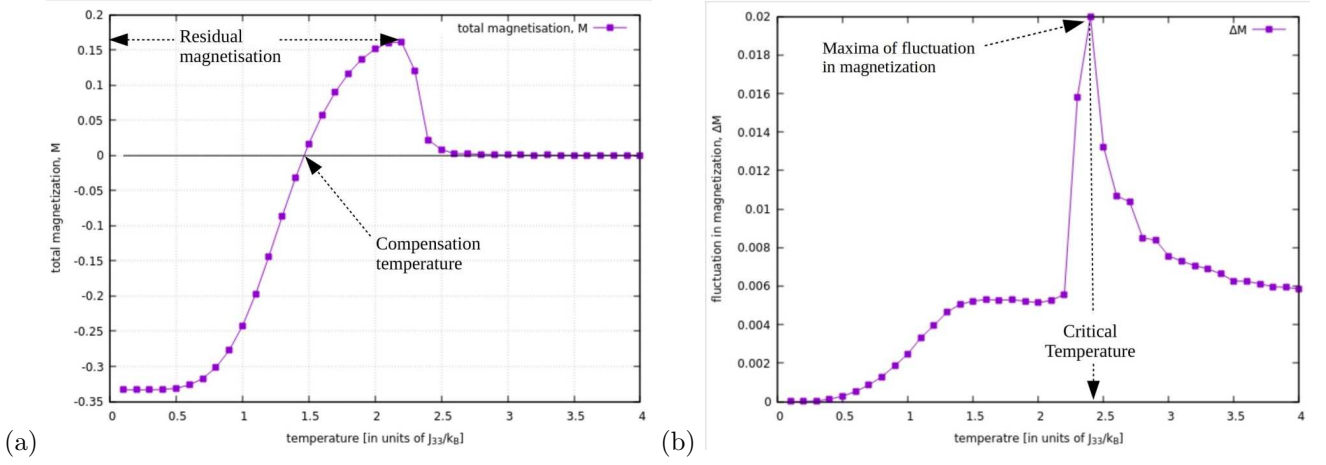 0.2
0.15
0.1
0.05
0
-0.05
-0.1
-0.15
-0.2
-0.25
-0.3
-0.35
total magnetization, M
total magnetisation, M
Residual
magnetisation
Compensation
temperature
0 0.5 1 1.5 2 2.5 3 3.5 4
temperature [in units of J33/kB]
(a)
0.02
0.018
0.016
0.014
0.012
0.01
0.008
0.006
0.004
0.002
0
fluctuation in magnetization, ΔM
ΔM
Maxima of fluctuation
in magnetization
Critical
Temperature
0 0.5 1 1.5 2 2.5 3 3.5 4
temperatre [in units of J33/kB]
(b)